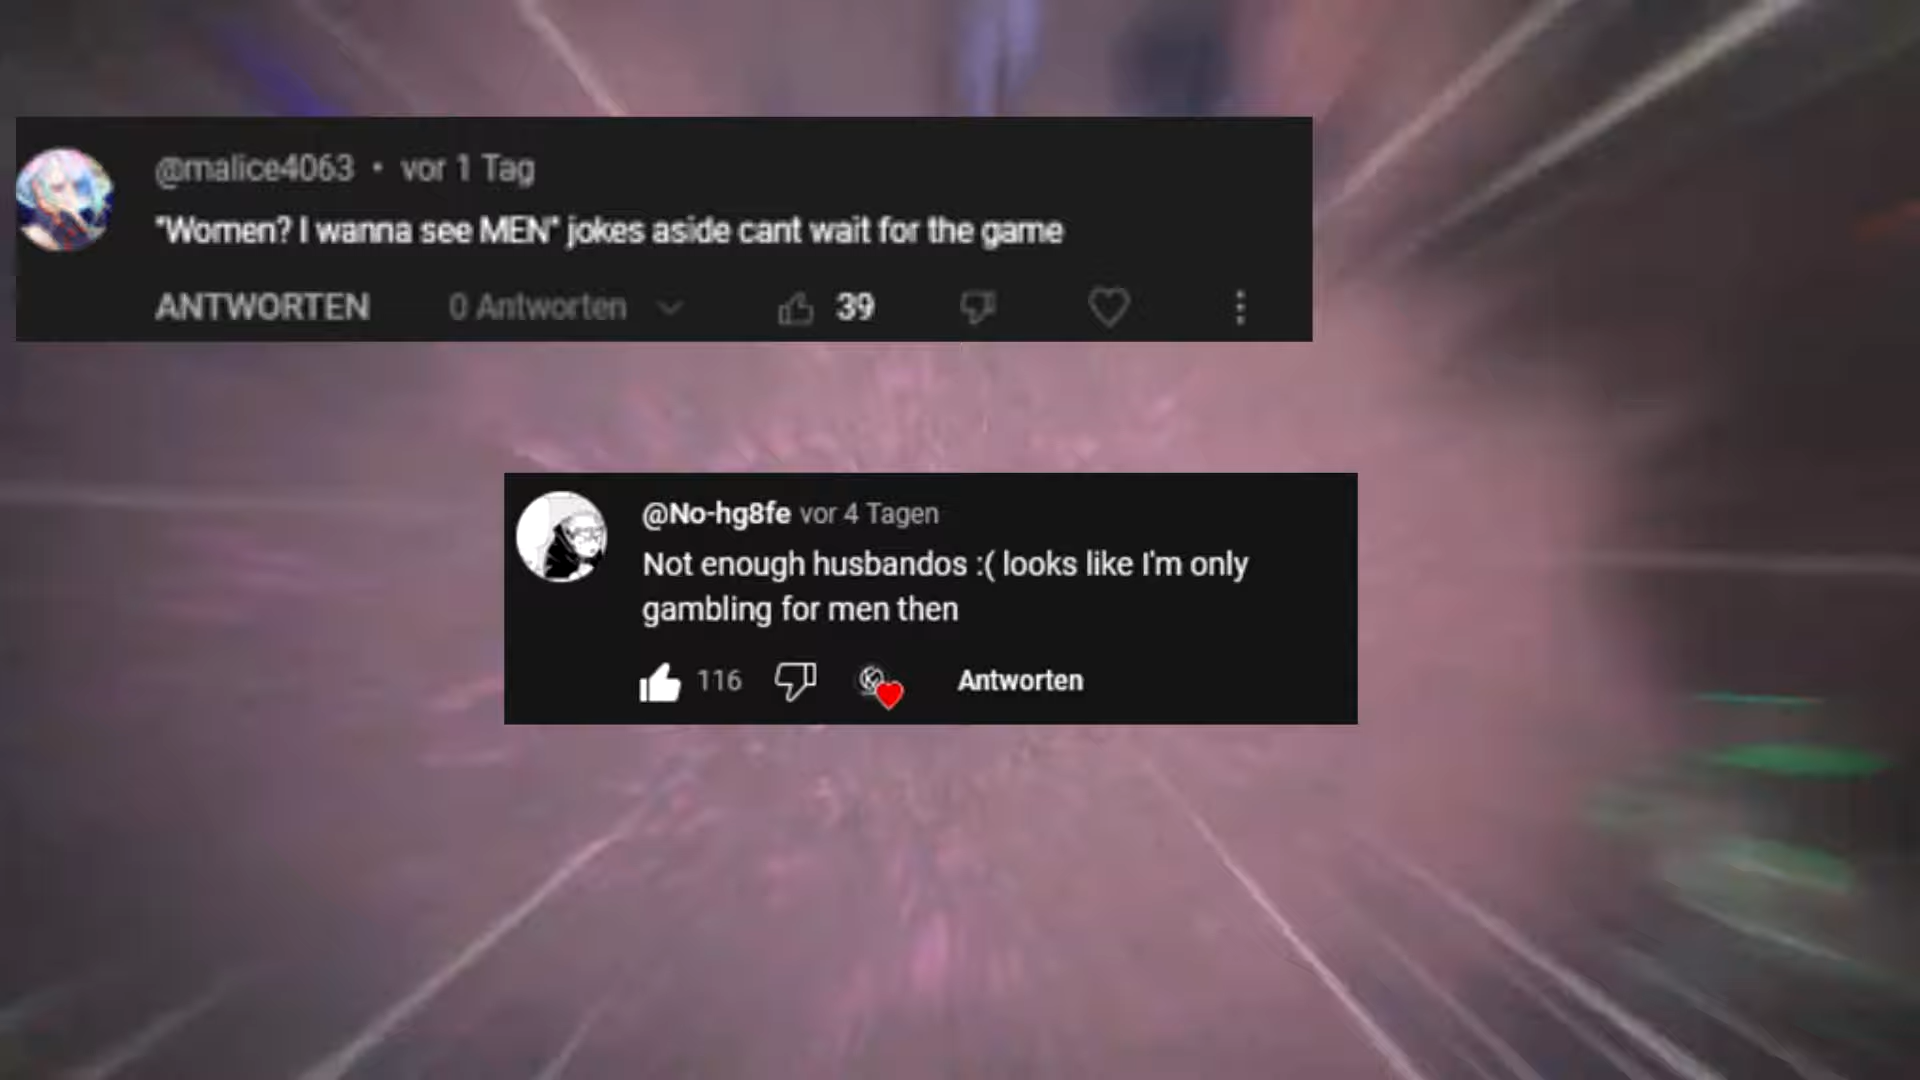 @malice4063 • vor 1 Tag
"Women? I wanna see MEN" jokes aside cant wait for the game
ANTWORTEN 0 Antworten 39
@No-hg8fe vor 4 Tagen
Not enough husbandos :( looks like I'm only
gambling for men then
116 Antworten